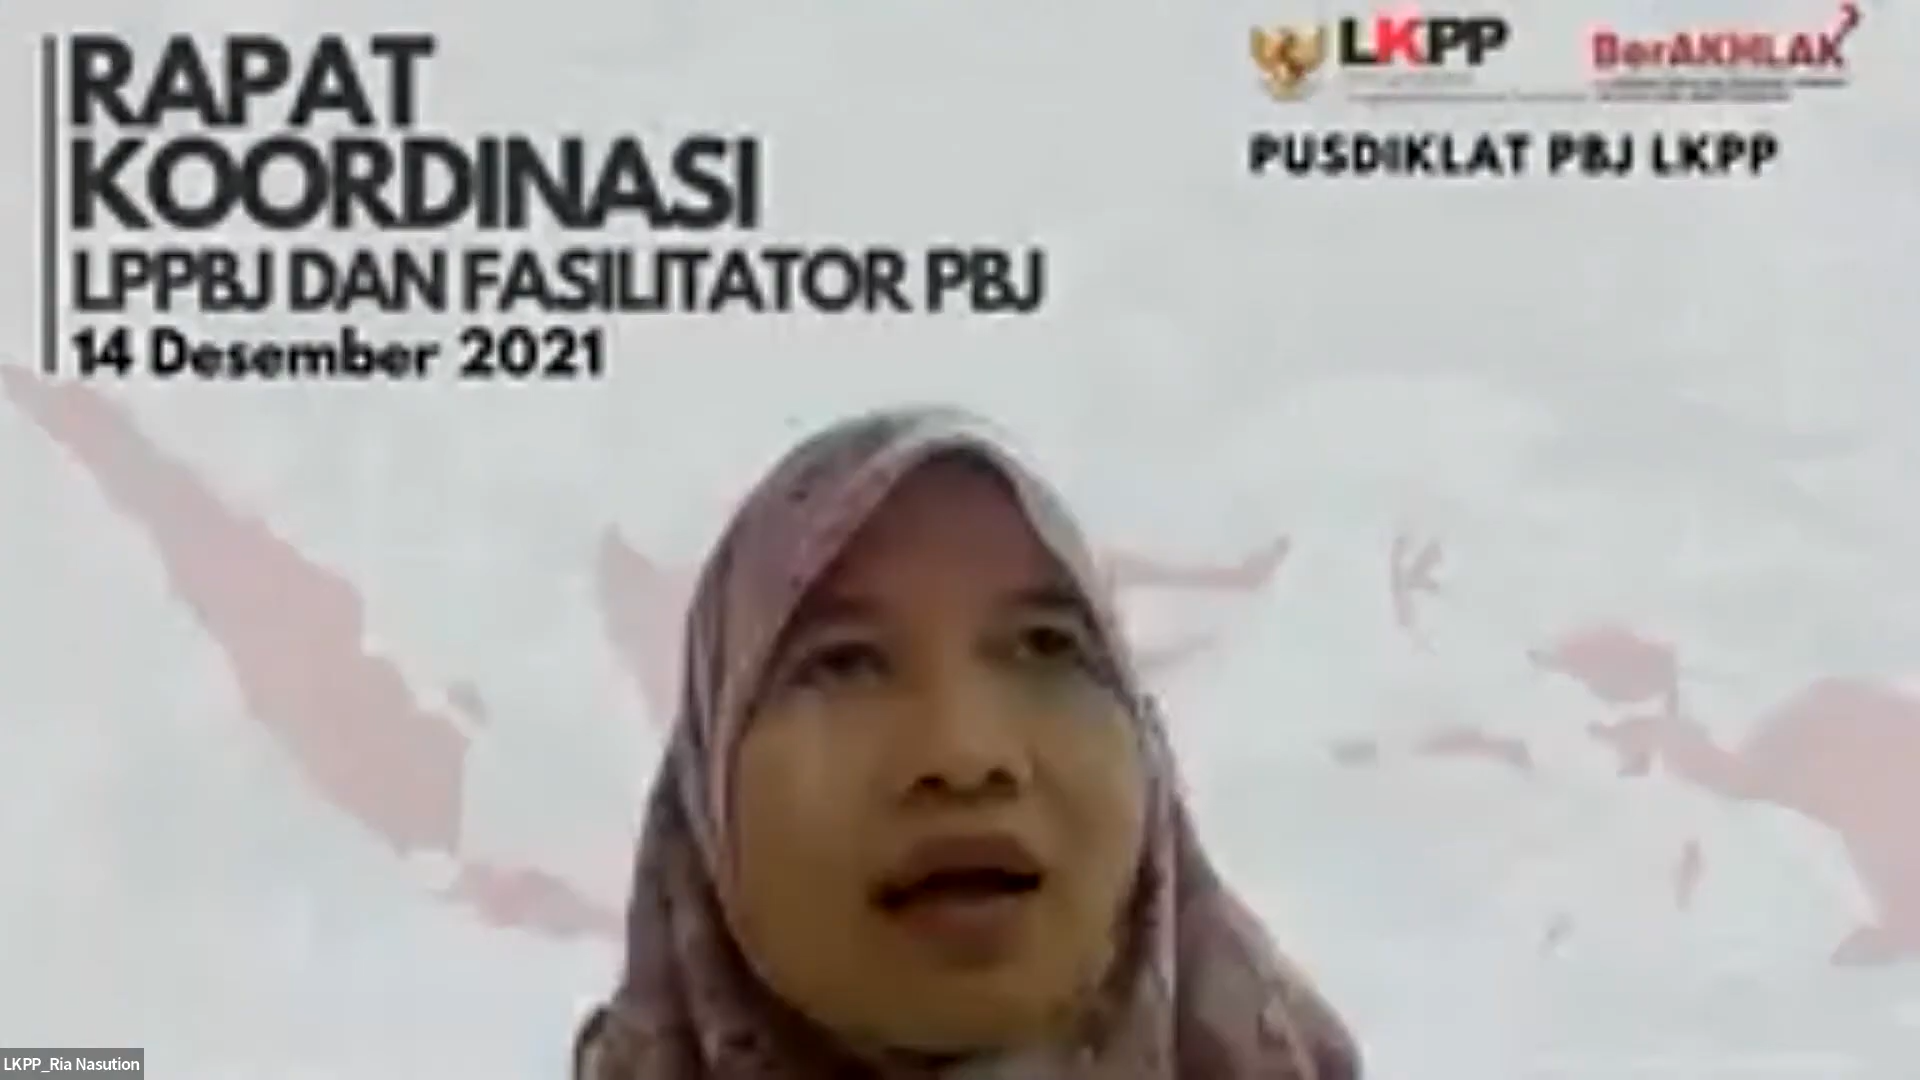 RAPAT
KOORDINASI
LPPBJ DAN FASILITATOR PBJ
14 Desember 2021
LKPP
BerAKHLAK
PUSDIKLAT PBJ LKPP
LKPP_Ria Nasution